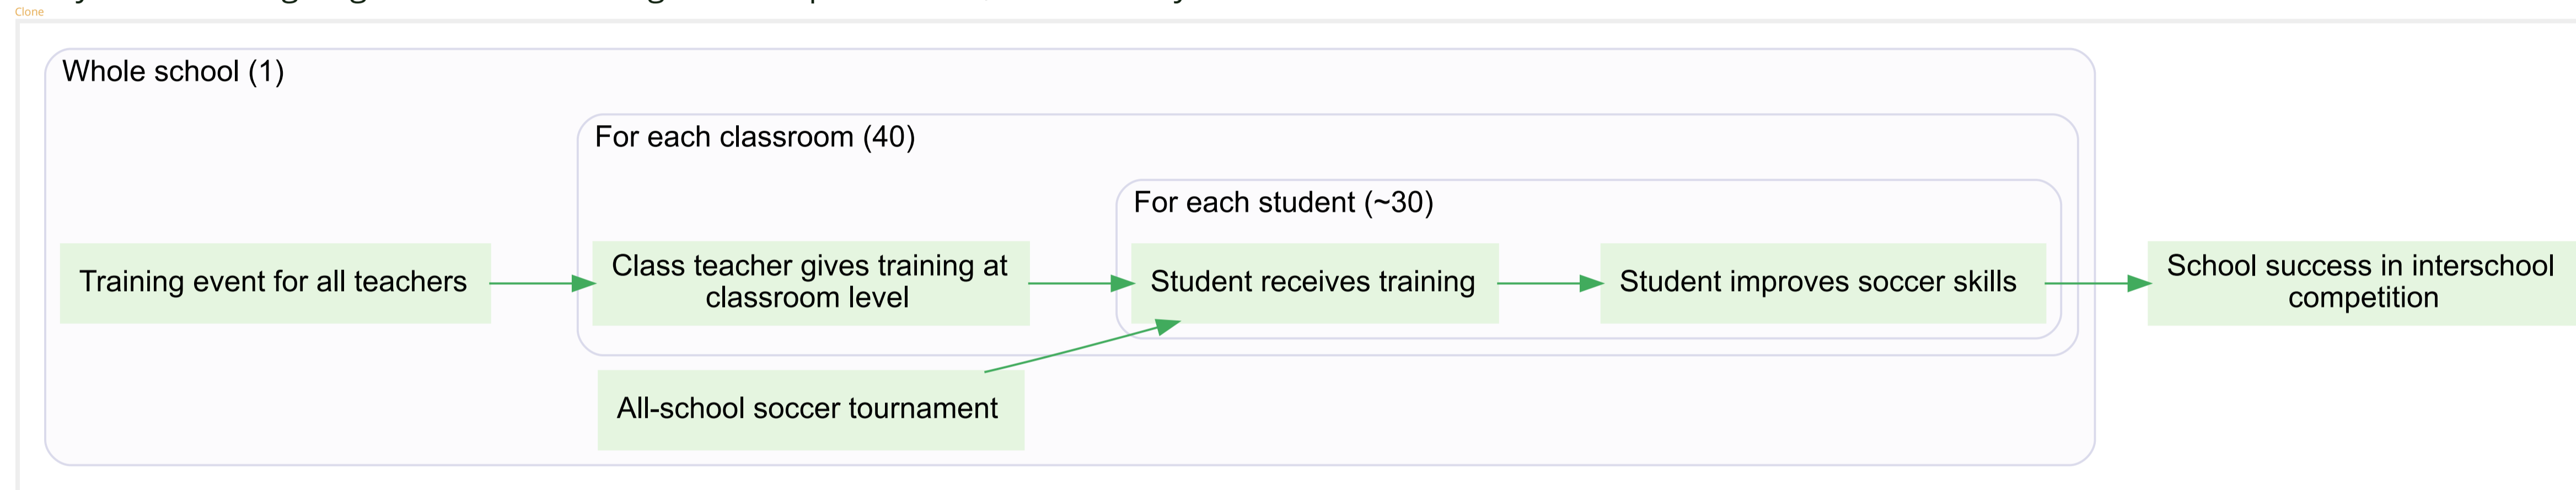 Clone
Whole school (1)
For each classroom (40)
For each student (~30)
Training event for all teachers
Class teacher gives training at
classroom level
Student receives training
Student improves soccer skills
School success in interschool
competition
All-school soccer tournament